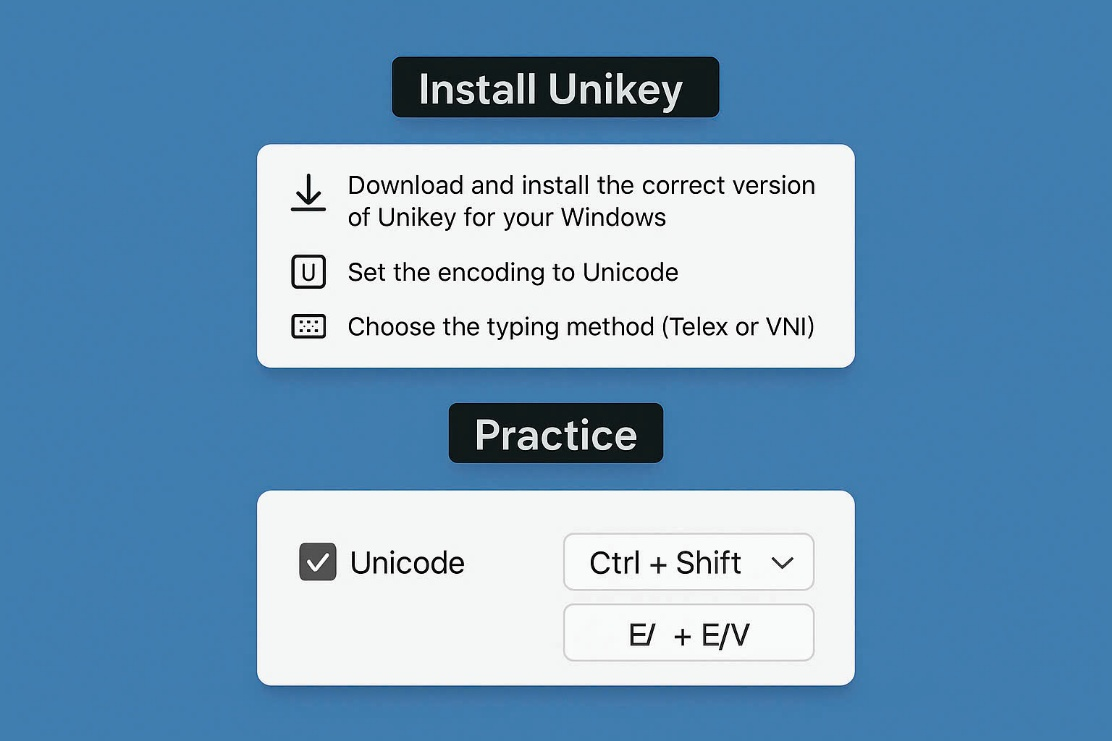 Install Unikey
Download and install the correct version
of Unikey for your Windows
U
Set the encoding to Unicode
Choose the typing method (Telex or VNI)
Practice
Unicode
Ctrl + Shift
E/ + E/V